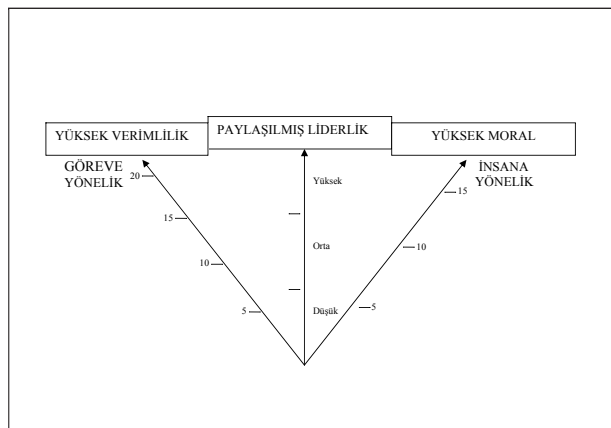 YÜKSEK VERİMLİLİK
PAYLAŞILMIŞ LİDERLİK
YÜKSEK MORAL
GÖREVE
YÖNELİK
İNSANA
YÖNELİK
20
15
10
5
Yüksek
Orta
Düşük
15
10
5